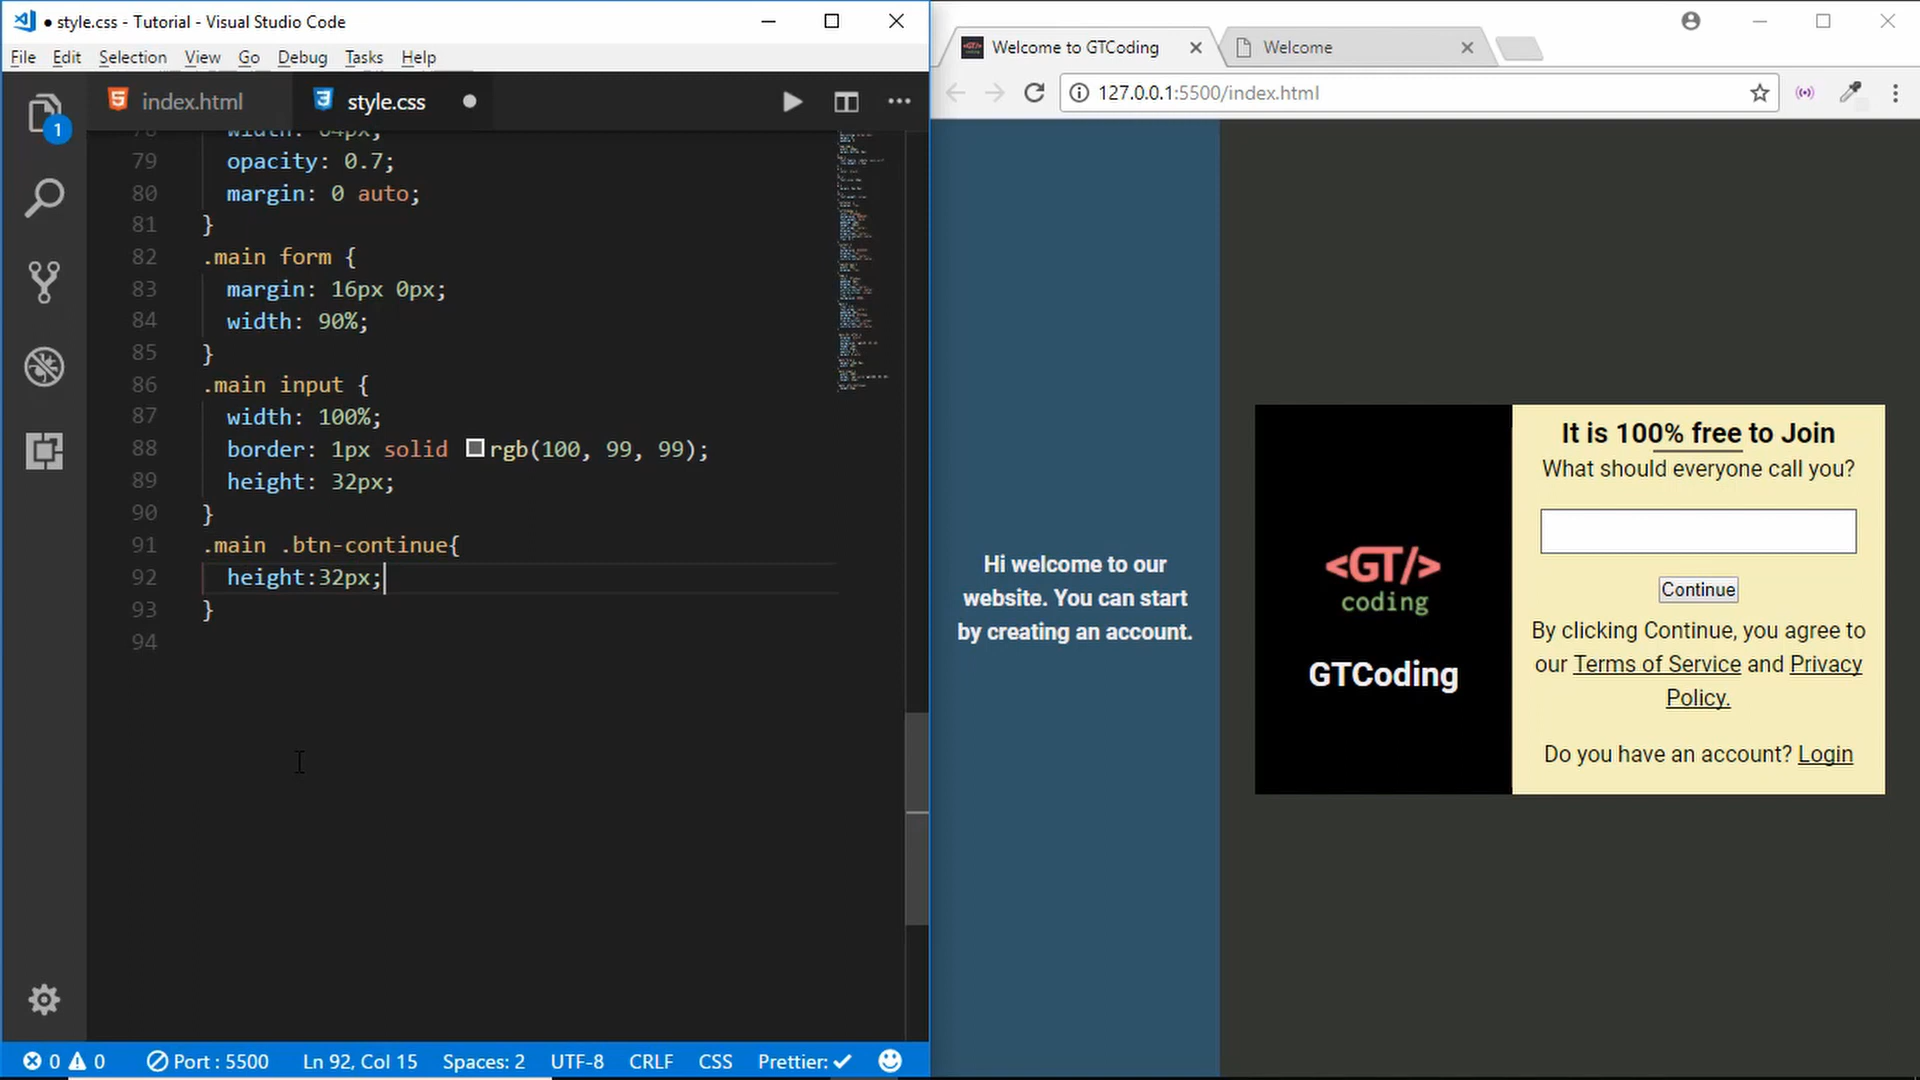 style.css - Tutorial - Visual Studio Code
File Edit Selection View Go Debug Tasks Help
index.html style.css
79 opacity: 0.7;
80 margin: 0 auto;
81 }
82 .main form {
83 margin: 16px 0px;
84 width: 90%;
85 }
86 .main input {
87 width: 100%;
88 border: 1px solid rgb(100, 99, 99);
89 height: 32px;
90 }
91 .main .btn-continue{
92 height:32px;
93 }
94
1
0 0 Port : 5500 Ln 92, Col 15 Spaces: 2 UTF-8 CRLF CSS Prettier: ✓
Welcome to GTCoding Welcome
127.0.0.1:5500/index.html
Hi welcome to our
website. You can start
by creating an account.
<GT/>
coding
GTCoding
It is 100% free to Join
What should everyone call you?
Continue
By clicking Continue, you agree to
our Terms of Service and Privacy
Policy.
Do you have an account? Login